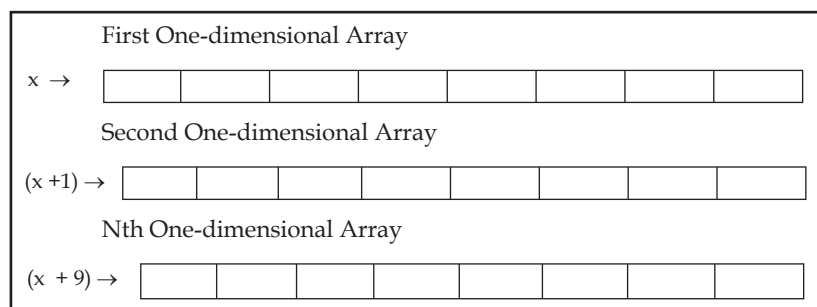 First One-dimensional Array
x →
Second One-dimensional Array
(x +1) →
Nth One-dimensional Array
(x + 9) →